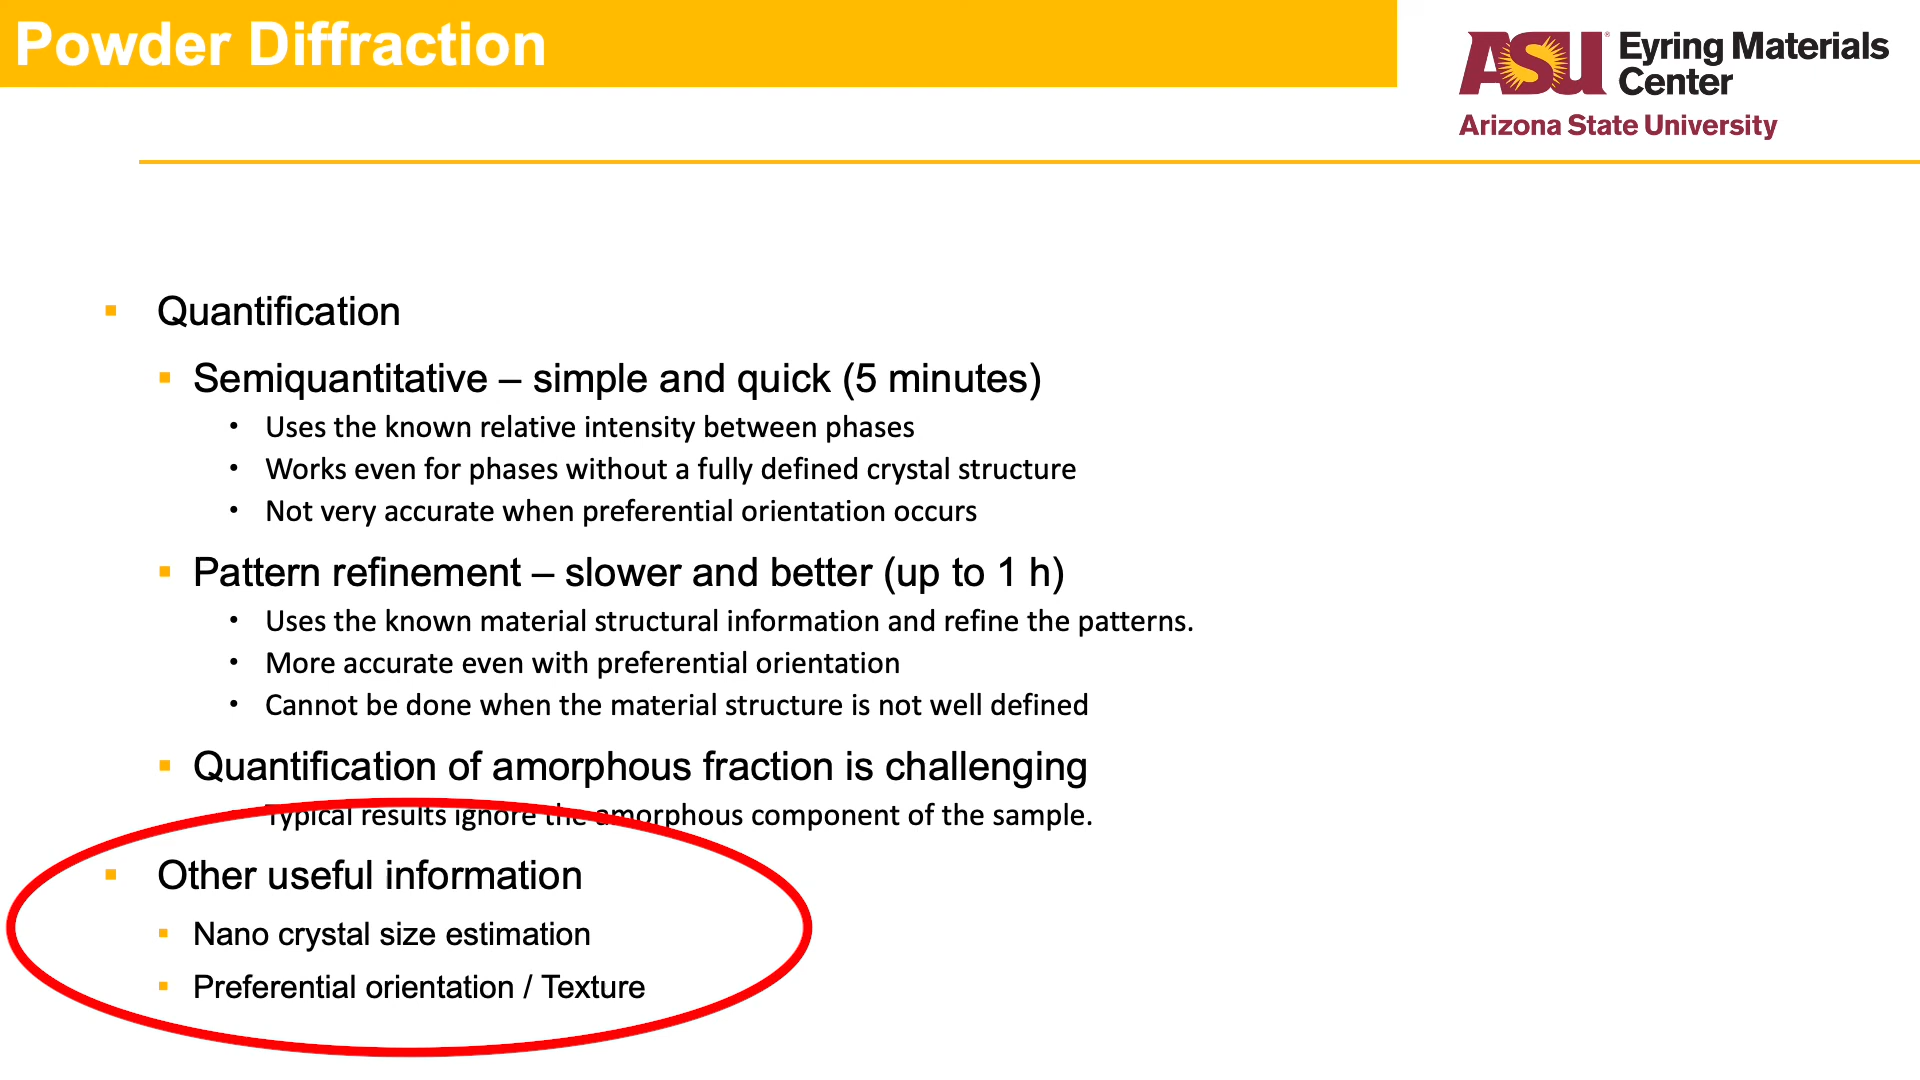 Powder Diffraction
ASU
Eyring Materials
Center
Arizona State University
Quantification
Semiquantitative – simple and quick (5 minutes)
Uses the known relative intensity between phases
Works even for phases without a fully defined crystal structure
Not very accurate when preferential orientation occurs
Pattern refinement – slower and better (up to 1 h)
Uses the known material structural information and refine the patterns.
More accurate even with preferential orientation
Cannot be done when the material structure is not well defined
Quantification of amorphous fraction is challenging
Typical results ignore the amorphous component of the sample.
Other useful information
Nano crystal size estimation
Preferential orientation / Texture